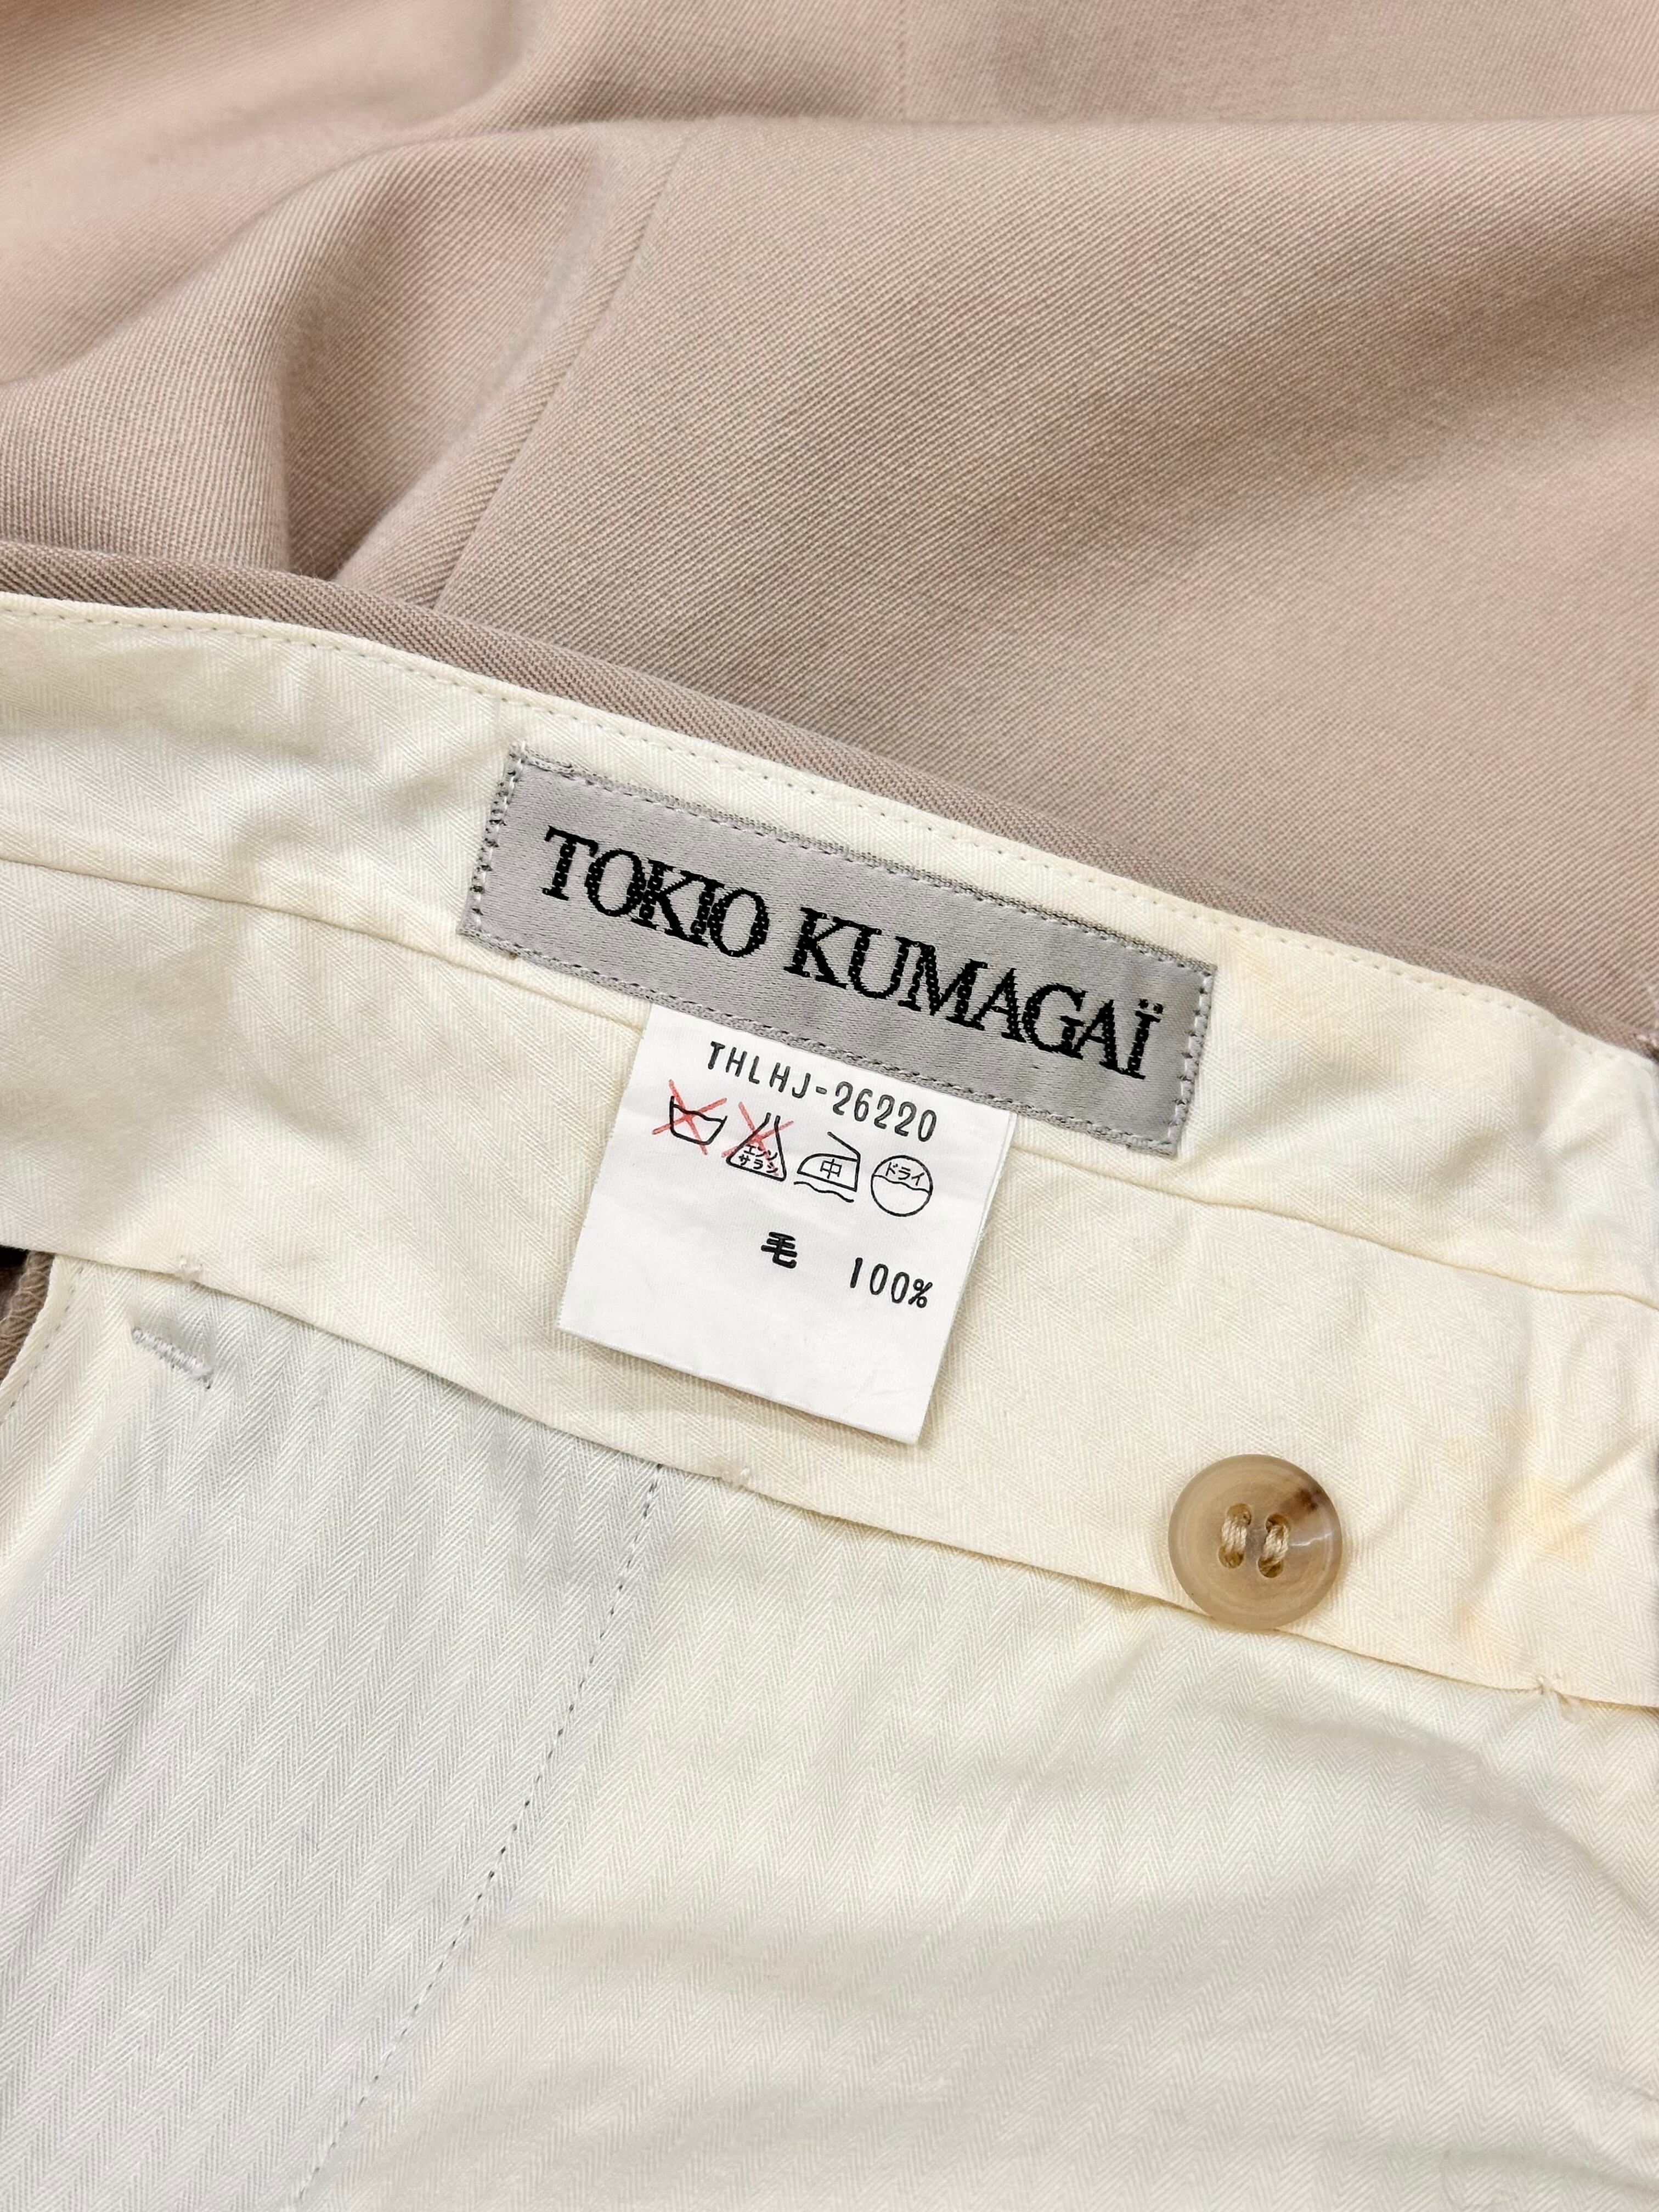 TOKIO KUMAGAÏ
THLHJ-26220
エンソ
サラシ
中
ドライ
毛 100%